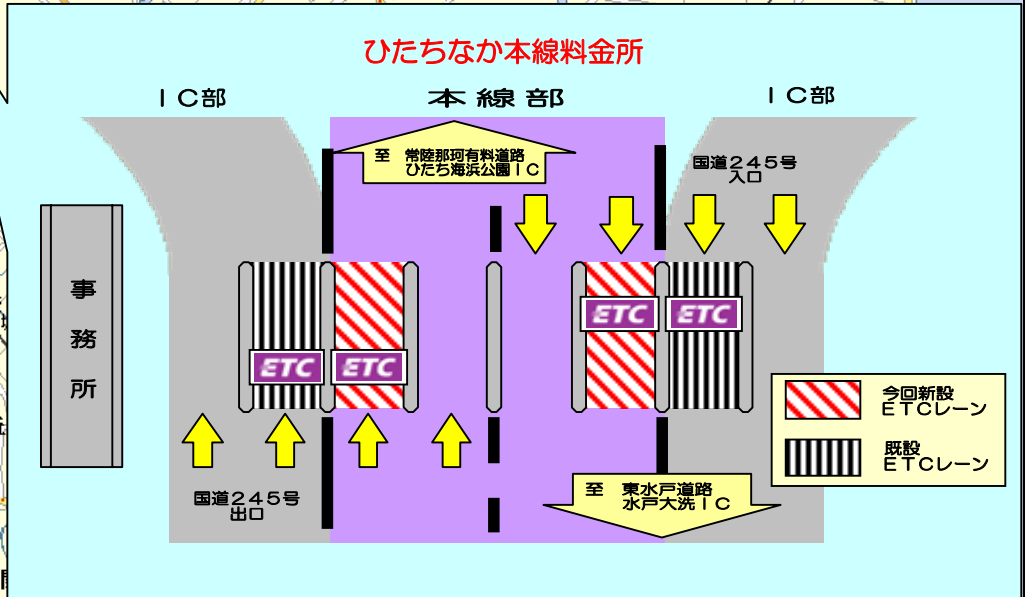 ひたちなか本線料金所
ＩＣ部
本線部
ＩＣ部
至 常陸那珂有料道路
ひたち海浜公園ＩＣ
国道２４５号
入口
事務所
ETC
ETC
ETC
ETC
今回新設
ＥＴＣレーン
既設
ＥＴＣレーン
国道２４５号
出口
至 東水戸道路
水戸大洗ＩＣ